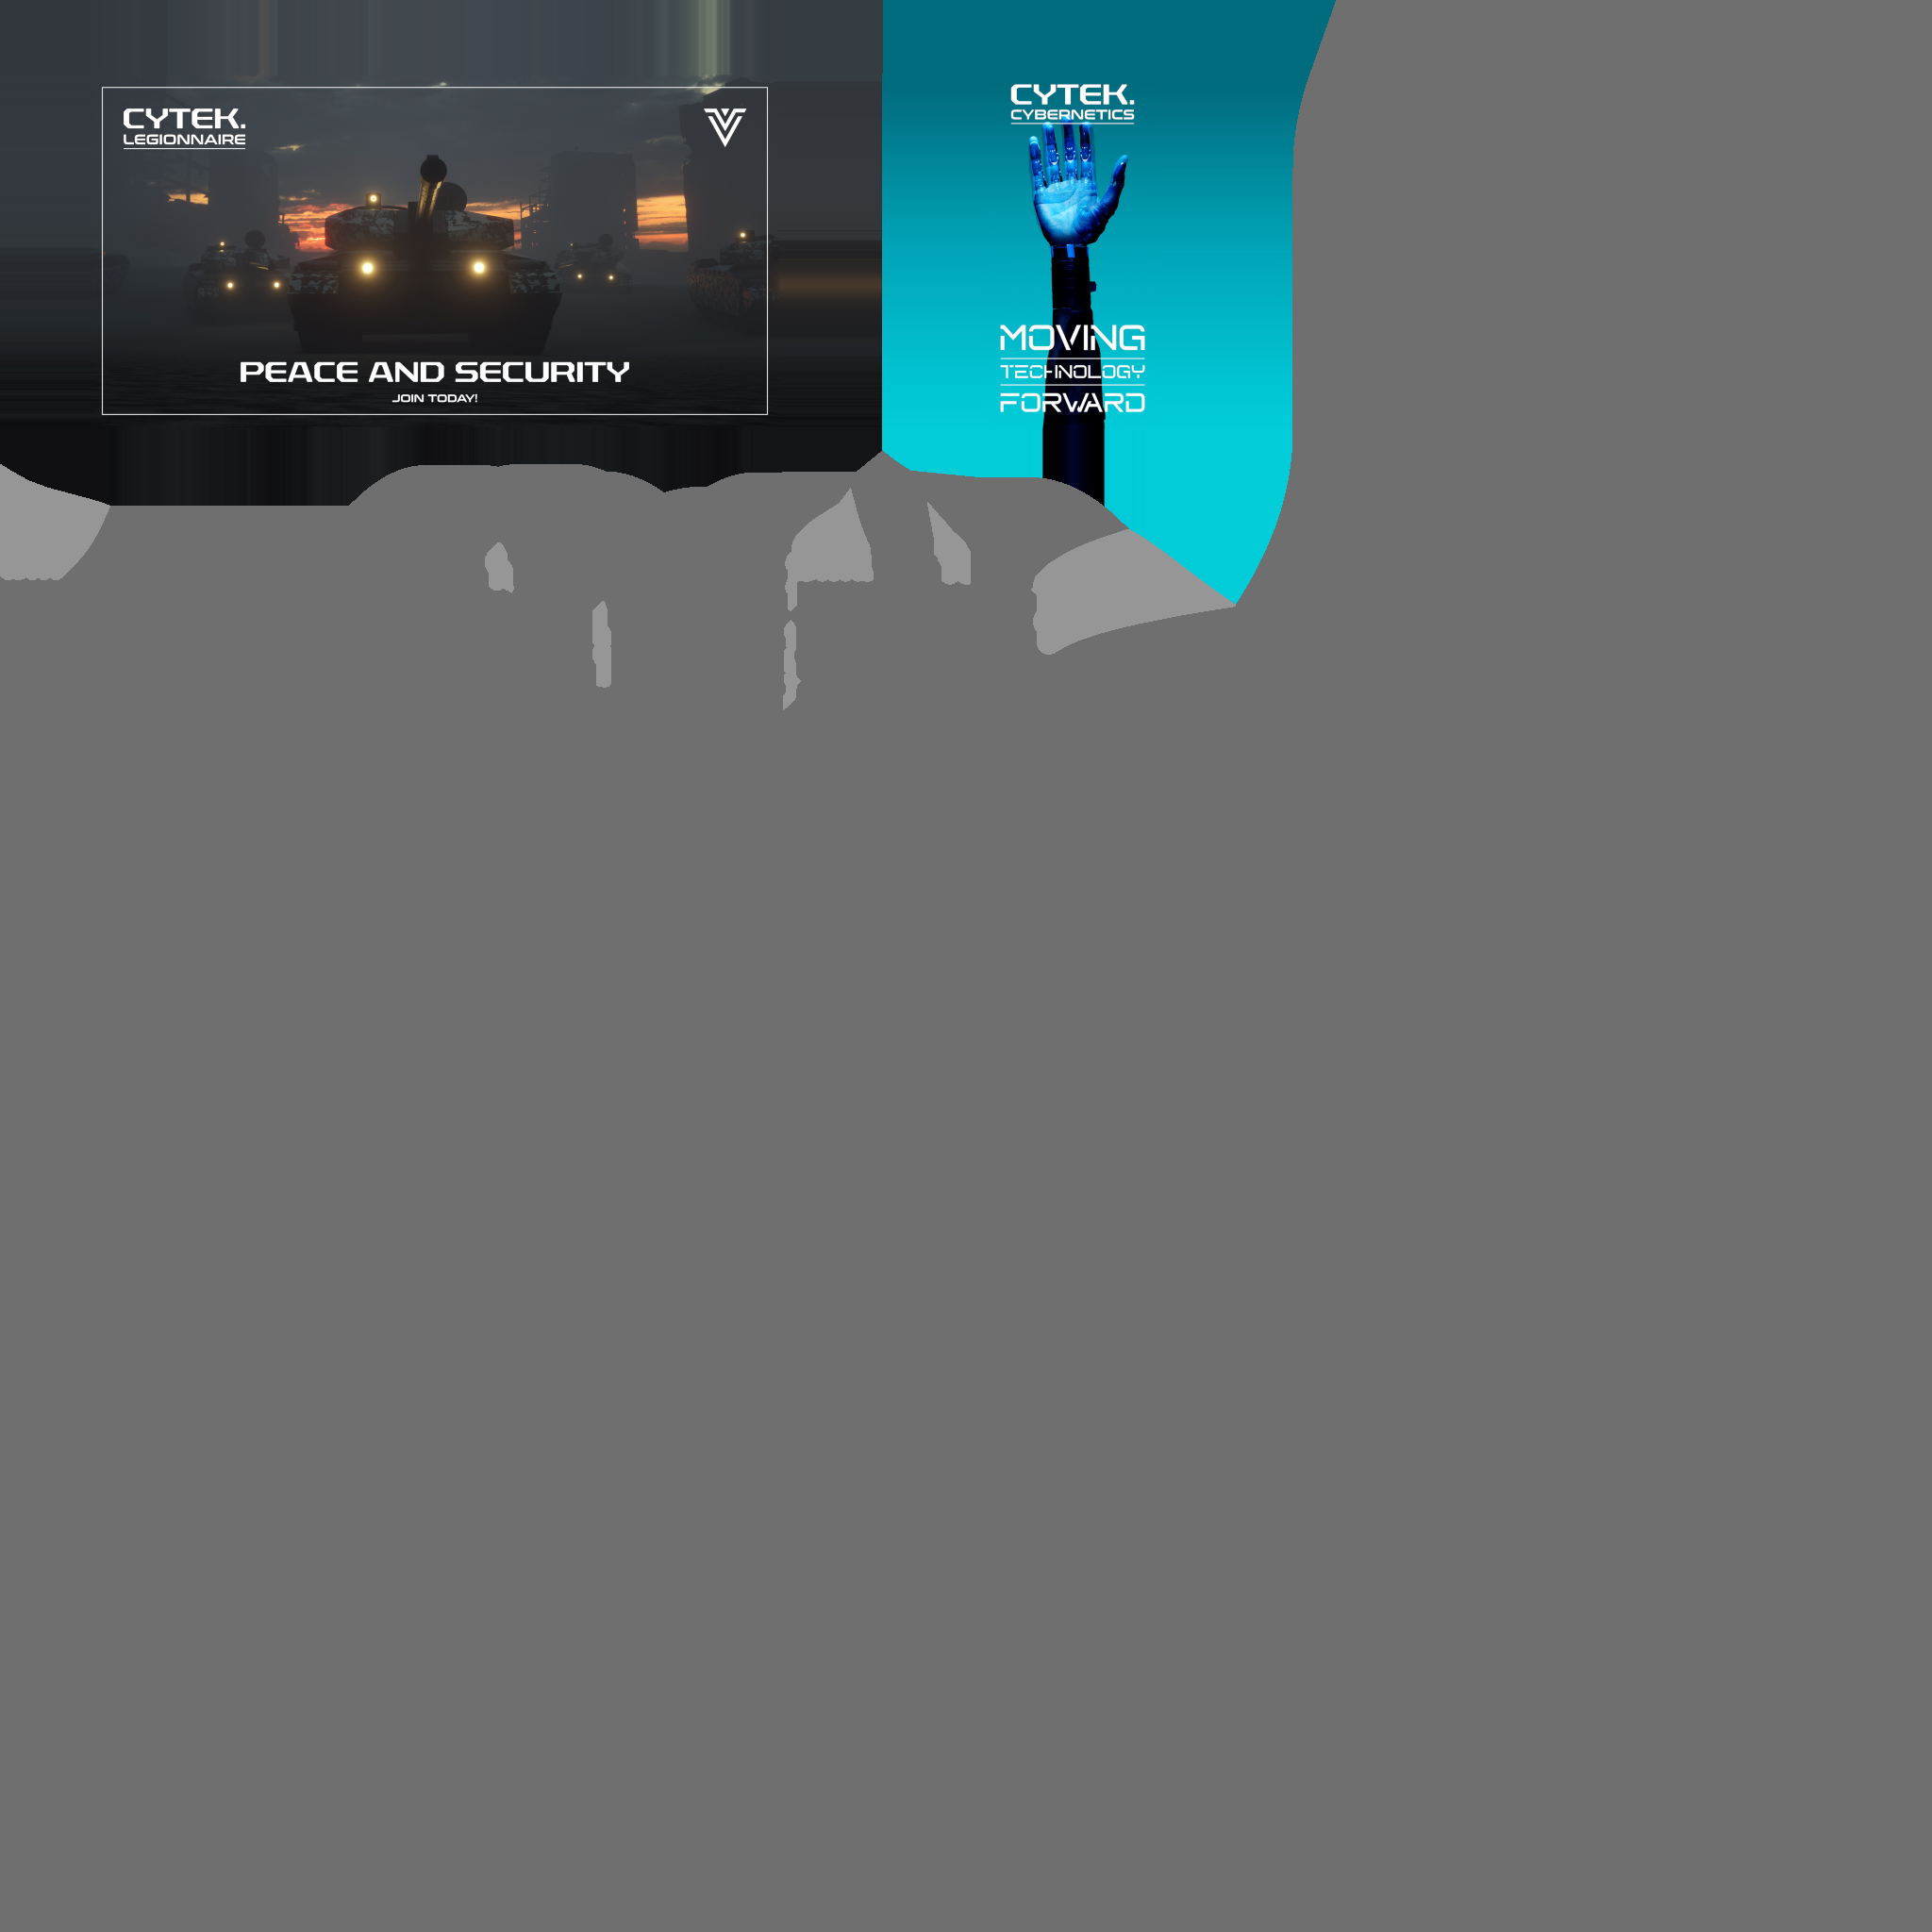 CYTEK.
LEGIONNAIRE
PEACE AND SECURITY
JOIN TODAY!
CYTEK.
CYBERNETICS
MOVING
TECHNOLOGY
FORWARD